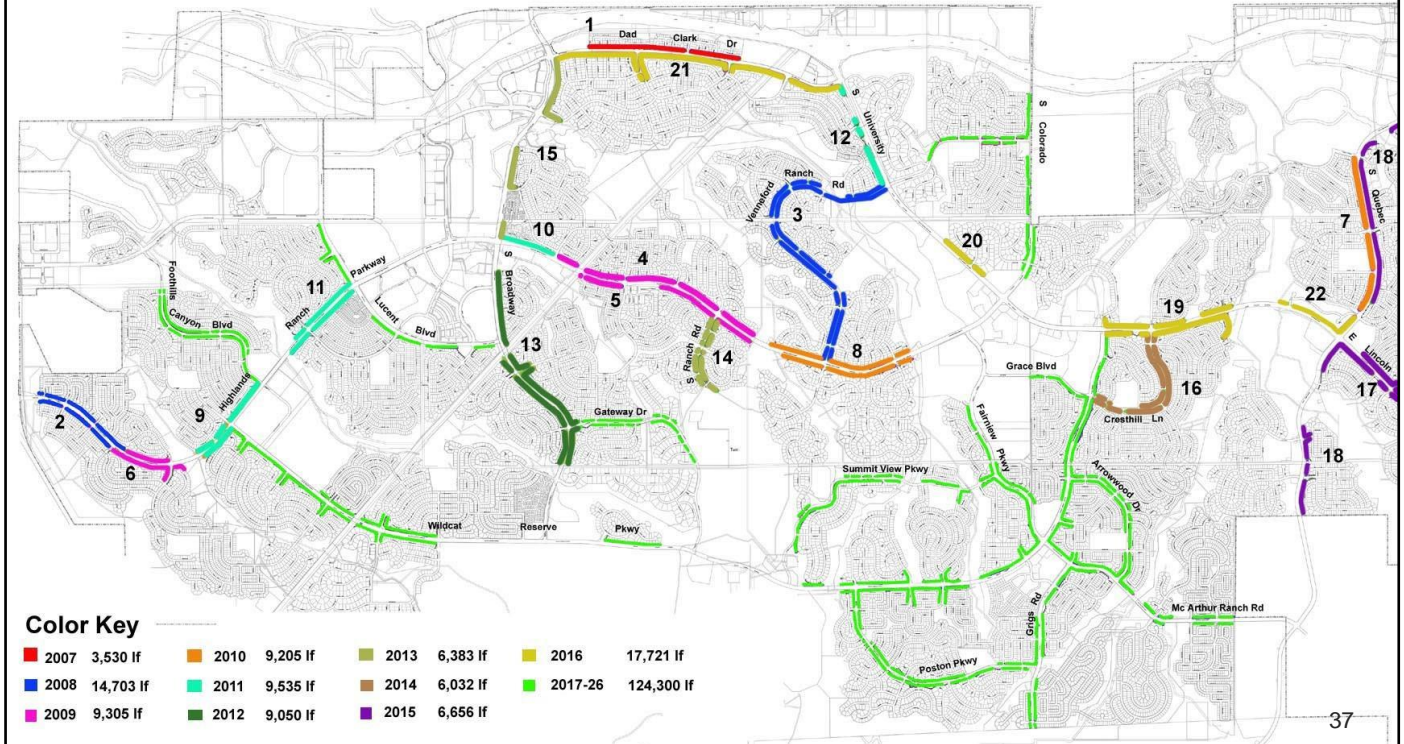 1
Dad Clark Dr
21
S University
12
S Colorado
15
Venneford Ranch Rd
3
18
S Quebec
7
10
S Broadway
4
5
20
Foothills Canyon Blvd
11
Ranch Parkway
Lucent Blvd
22
19
E Lincoln
13
S Ranch Rd
14
8
Grace Blvd
17
16
Cresthill Ln
Highlands
9
2
6
Gateway Dr
Fairview Pkwy
18
Summit View Pkwy
Arrowwood Dr
Wildcat Reserve Pkwy
Grigs Rd
Mc Arthur Ranch Rd
Poston Pkwy
Color Key
2007 3,530 lf
2010 9,205 lf
2013 6,383 lf
2016 17,721 lf
2008 14,703 lf
2011 9,535 lf
2014 6,032 lf
2017-26 124,300 lf
2009 9,305 lf
2012 9,050 lf
2015 6,656 lf
37